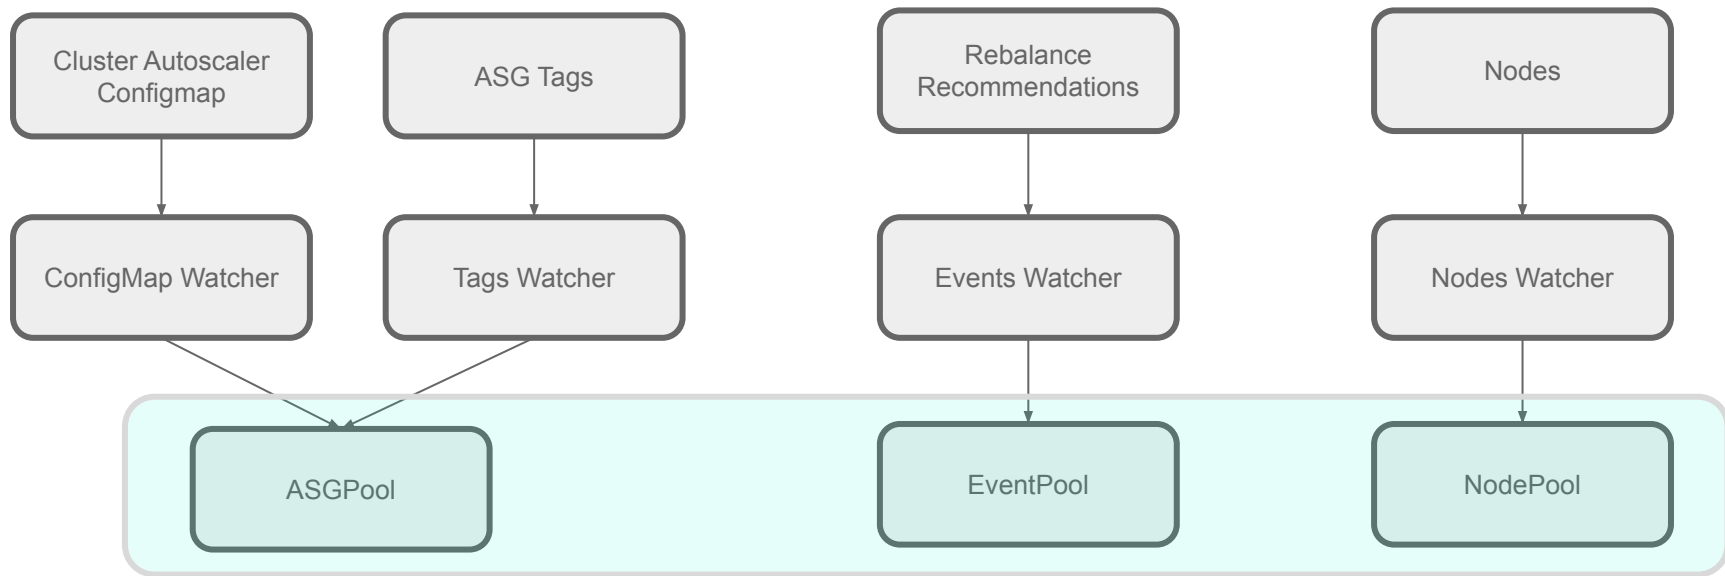 Cluster Autoscaler
Configmap
ASG Tags
Rebalance
Recommendations
Nodes
ConfigMap Watcher
Tags Watcher
Events Watcher
Nodes Watcher
ASGPool
EventPool
NodePool